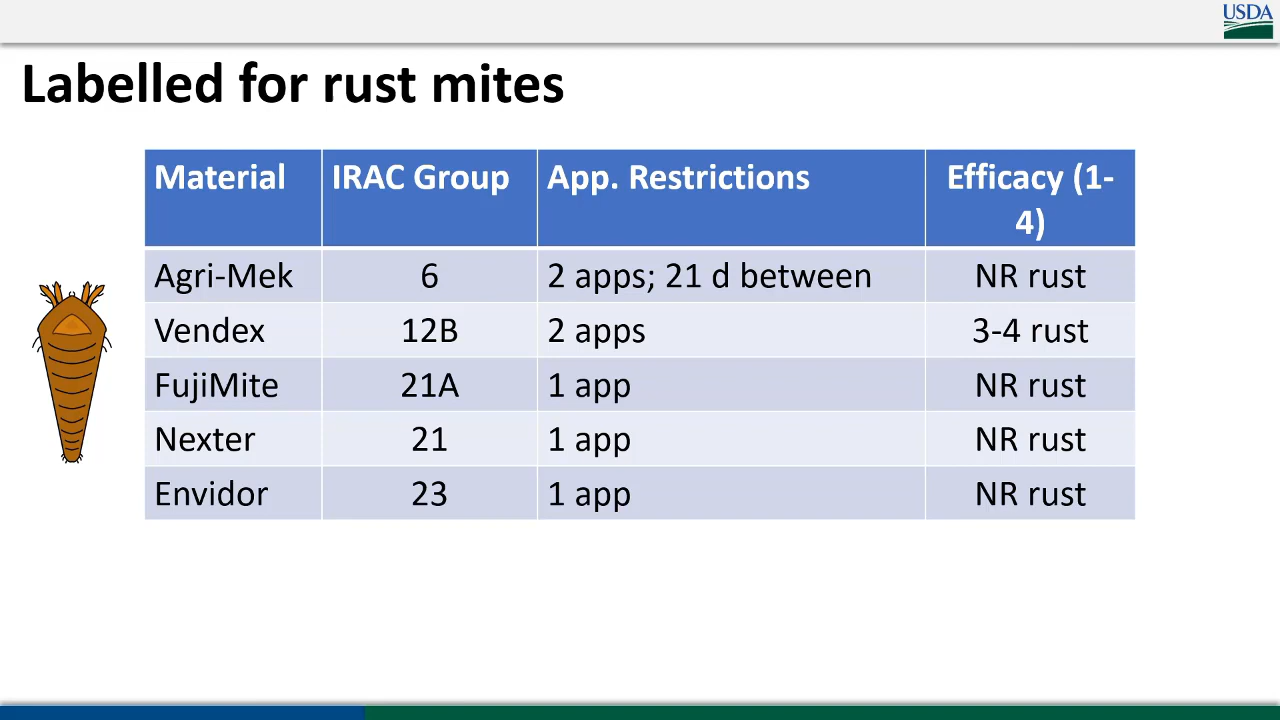 USDA
Labelled for rust mites
Material IRAC Group App. Restrictions Efficacy (1-
4)
Agri-Mek 6 2 apps; 21 d between NR rust
Vendex 12B 2 apps 3-4 rust
FujiMite 21A 1 app NR rust
Nexter 21 1 app NR rust
Envidor 23 1 app NR rust